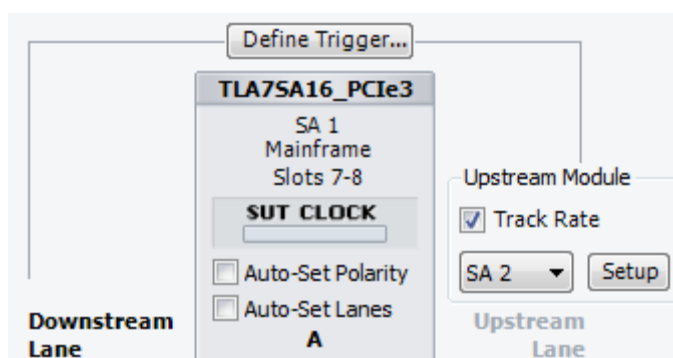 Define Trigger...
TLA7SA16_PCIe3
SA 1
Mainframe
Slots 7-8
SUT CLOCK
Auto-Set Polarity
Auto-Set Lanes
A
Upstream Module
Track Rate
SA 2
Setup
Downstream
Lane
Upstream
Lane